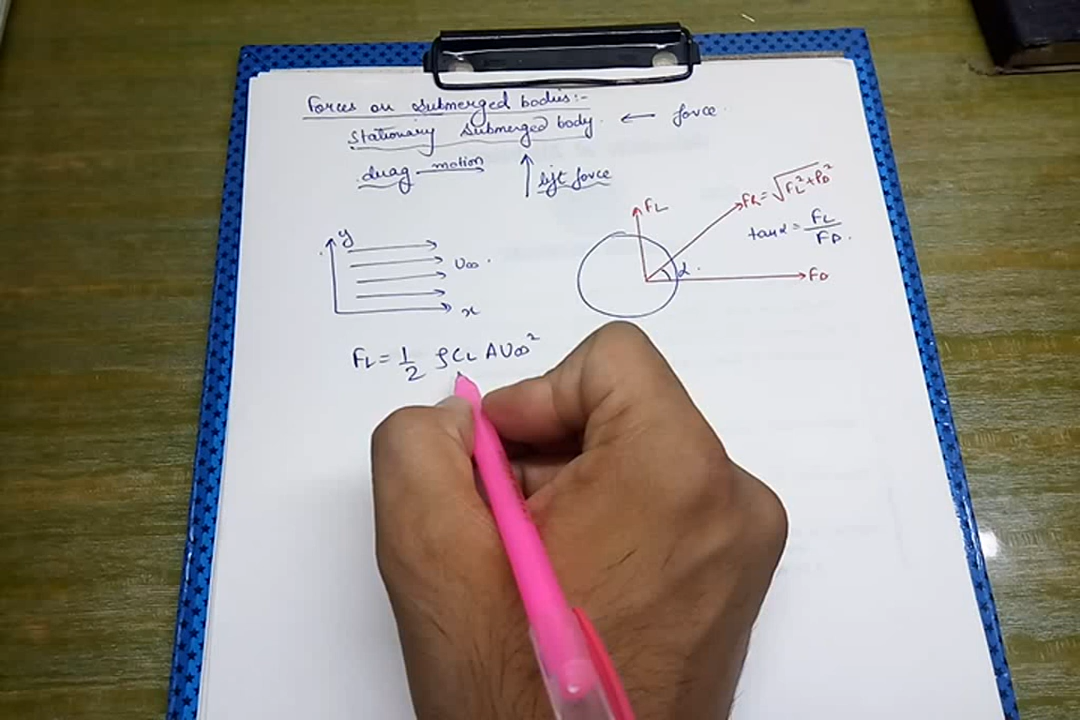 Forces on submerged bodies:-
Stationary submerged body. ← force
drag motion → ↑ lift force
y
U∞
x
FL
FR = √FL²+FD²
tanα = FL/FD.
α
FD
FL = 1/2 ρCL AU∞²